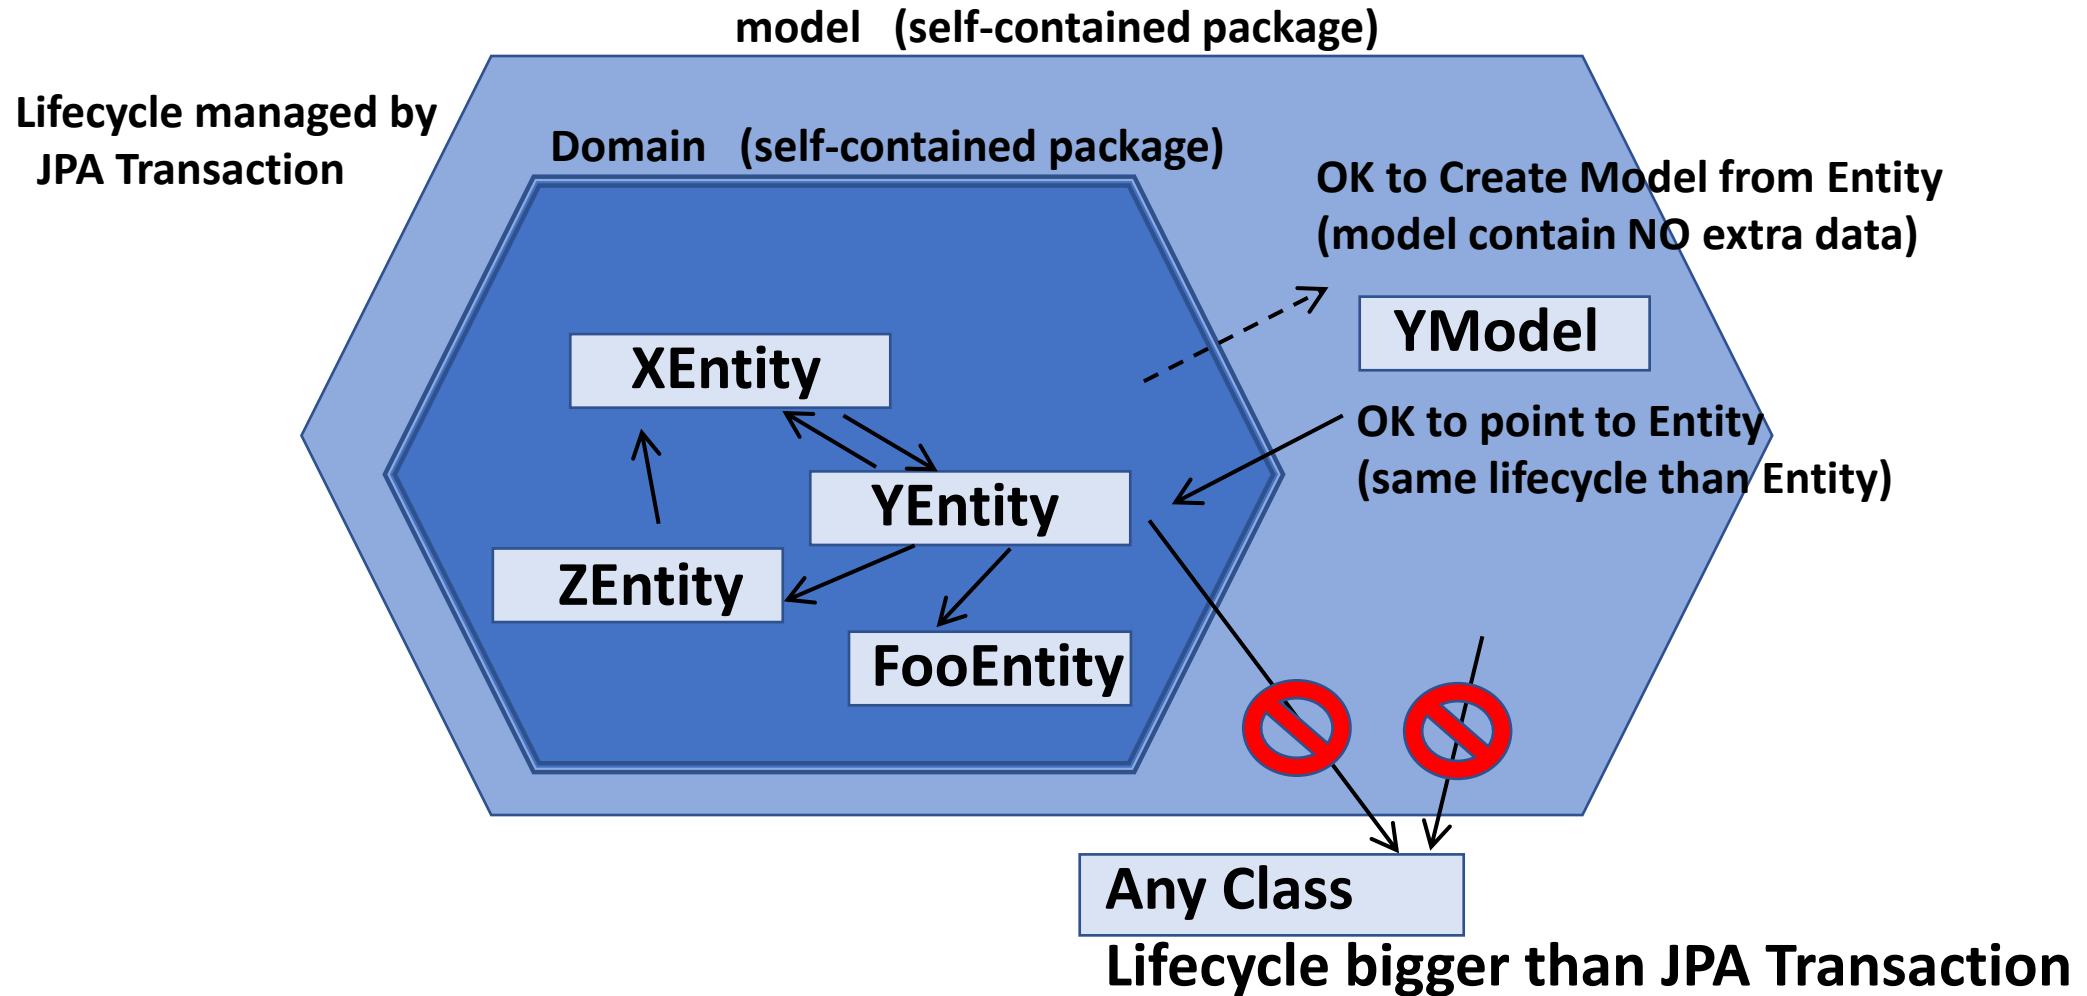 model (self-contained package)
Lifecycle managed by
JPA Transaction
Domain (self-contained package)
OK to Create Model from Entity
(model contain NO extra data)
YModel
XEntity
OK to point to Entity
(same lifecycle than Entity)
YEntity
ZEntity
FooEntity
Any Class
Lifecycle bigger than JPA Transaction